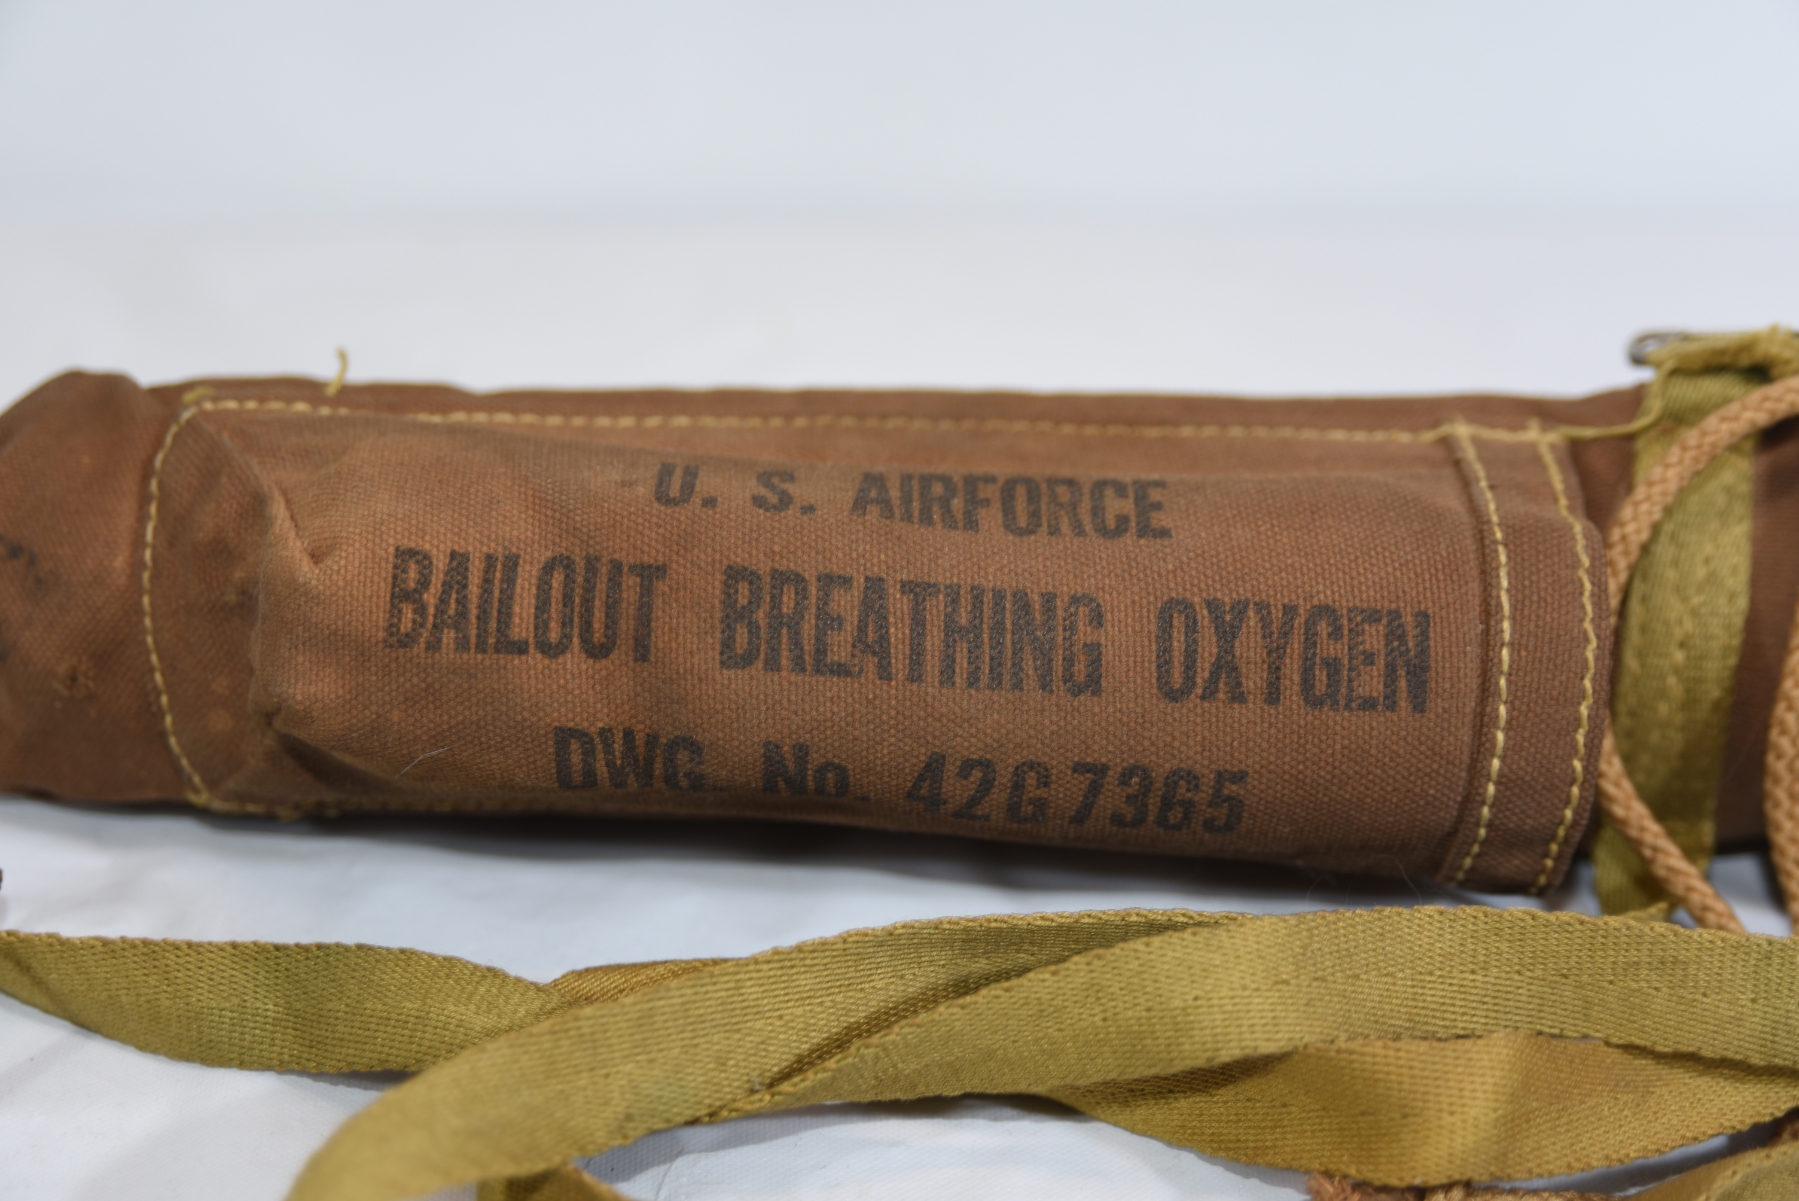 U. S. AIRFORCE
BAILOUT BREATHING OXYGEN
DWG. No. 42G7365